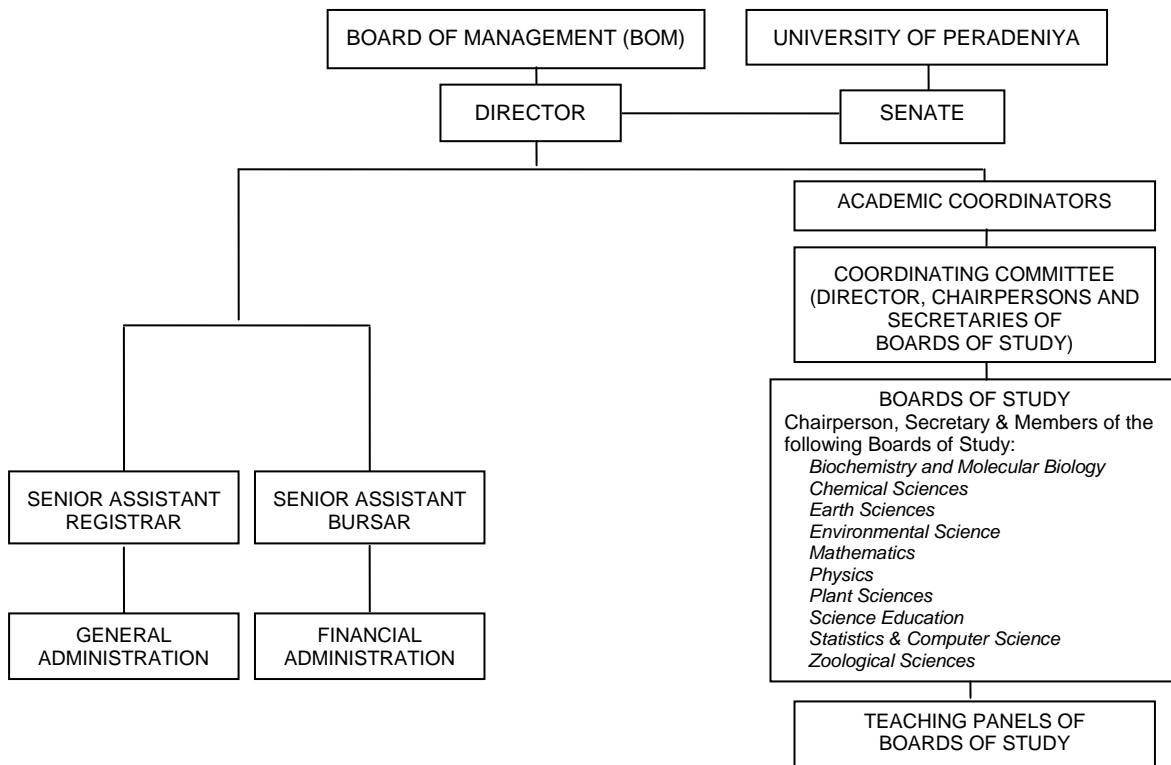 BOARD OF MANAGEMENT (BOM)
UNIVERSITY OF PERADENIYA
DIRECTOR
SENATE
ACADEMIC COORDINATORS
COORDINATING COMMITTEE
(DIRECTOR, CHAIRPERSONS AND
SECRETARIES OF
BOARDS OF STUDY)
BOARDS OF STUDY
Chairperson, Secretary & Members of the
following Boards of Study:
Biochemistry and Molecular Biology
Chemical Sciences
Earth Sciences
Environmental Science
Mathematics
Physics
Plant Sciences
Science Education
Statistics & Computer Science
Zoological Sciences
SENIOR ASSISTANT
REGISTRAR
SENIOR ASSISTANT
BURSAR
GENERAL
ADMINISTRATION
FINANCIAL
ADMINISTRATION
TEACHING PANELS OF
BOARDS OF STUDY